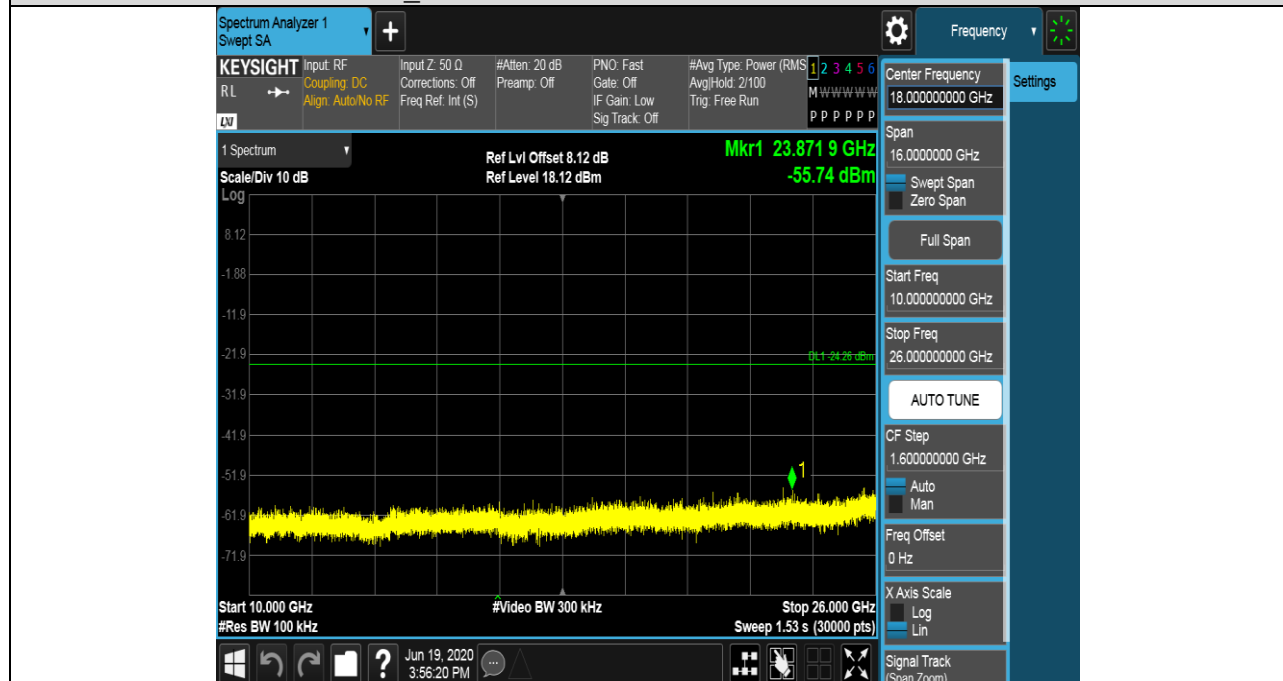 Spectrum Analyzer 1
Swept SA
+
Frequency
KEYSIGHT
RL
LXI
Input: RF
Coupling: DC
Align: Auto/No RF
Input Z: 50 Ω
Corrections: Off
Freq Ref: Int (S)
#Atten: 20 dB
Preamp: Off
PNO: Fast
Gate: Off
IF Gain: Low
Sig Track: Off
#Avg Type: Power (RMS
Avg|Hold: 2/100
Trig: Free Run
1 2 3 4 5 6
M W W W W W
P P P P P P
1 Spectrum
Scale/Div 10 dB
Ref Lvl Offset 8.12 dB
Ref Level 18.12 dBm
Mkr1 23.871 9 GHz
-55.74 dBm
Log
8.12
-1.88
-11.9
-21.9
DL1 -24.26 dBm
-31.9
-41.9
-51.9
1
-61.9
-71.9
Start 10.000 GHz
#Video BW 300 kHz
Stop 26.000 GHz
#Res BW 100 kHz
Sweep 1.53 s (30000 pts)
?
Jun 19, 2020
3:56:20 PM
Center Frequency
18.000000000 GHz
Settings
Span
16.0000000 GHz
Swept Span
Zero Span
Full Span
Start Freq
10.000000000 GHz
Stop Freq
26.000000000 GHz
AUTO TUNE
CF Step
1.600000000 GHz
Auto
Man
Freq Offset
0 Hz
X Axis Scale
Log
Lin
Signal Track
(Span Zoom)